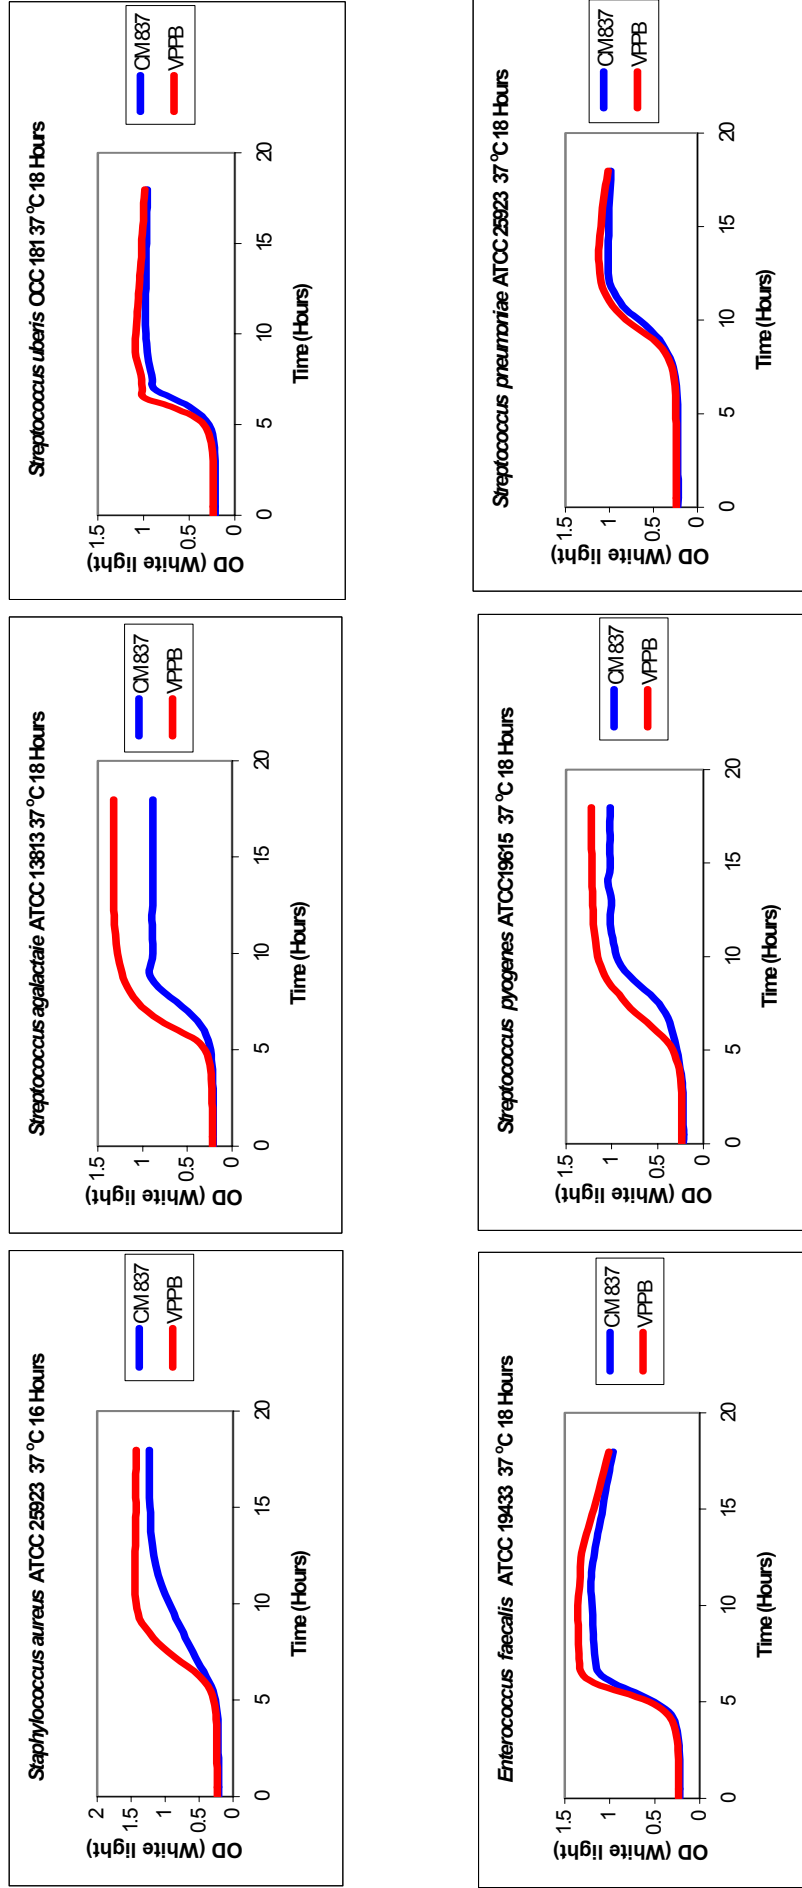 Staphylococcus aureus ATCC 25923 37 °C 16 Hours
OD (White light)
2
1.5
1
0.5
0
0 5 10 15 20
Time (Hours)
CM837
VPPB
Streptococcus agalactaie ATCC 13813 37 °C 18 Hours
OD (White light)
1.5
1
0.5
0
0 5 10 15 20
Time (Hours)
CM837
VPPB
Streptococcus uberis OCC 181 37 °C 18 Hours
OD (White light)
1.5
1
0.5
0
0 5 10 15 20
Time (Hours)
CM837
VPPB
Enterococcus faecalis ATCC 19433 37 °C 18 Hours
OD (White light)
1.5
1
0.5
0
0 5 10 15 20
Time (Hours)
CM837
VPPB
Streptococcus pyogenes ATCC19615 37 °C 18 Hours
OD (White light)
1.5
1
0.5
0
0 5 10 15 20
Time (Hours)
CM837
VPPB
Streptococcus pneumoniae ATCC 25923 37 °C 18 Hours
OD (White light)
1.5
1
0.5
0
0 5 10 15 20
Time (Hours)
CM837
VPPB